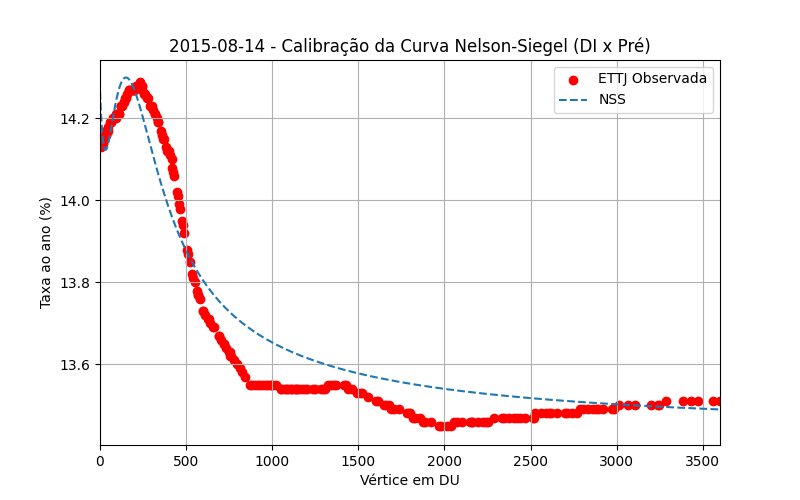 2015-08-14 - Calibração da Curva Nelson-Siegel (DI x Pré)
ETTJ Observada
NSS
Taxa ao ano (%)
14.2
14.0
13.8
13.6
0 500 1000 1500 2000 2500 3000 3500
Vértice em DU